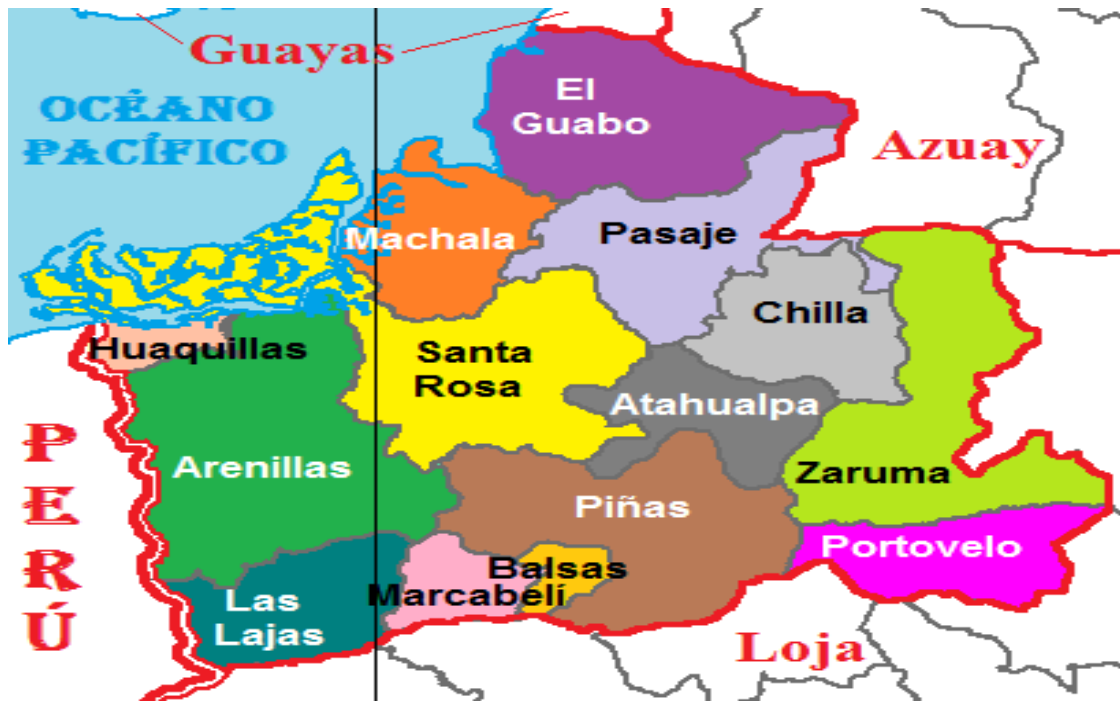 Guayas
El
Guabo
OCÉANO
PACÍFICO
Azuay
Machala
Pasaje
Chilla
Huaquillas
Santa
Rosa
Atahualpa
PERÚ
Arenillas
Zaruma
Piñas
Portovelo
Balsas
Marcabelí
Las
Lajas
Loja